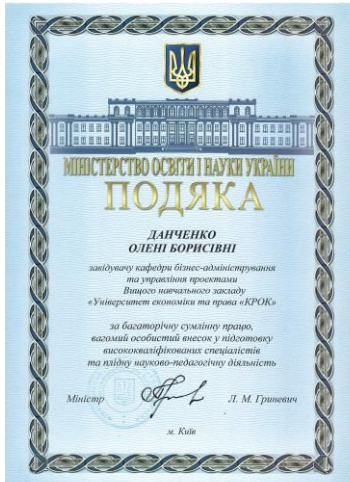 МІНІСТЕРСТВО ОСВІТИ І НАУКИ УКРАЇНИ
ПОДЯКА
ДАНЧЕНКО
ОЛЕНІ БОРИСІВНІ
завідувачу кафедри бізнес-адміністрування
та управління проектами
Вищого навчального закладу
«Університет економіки та права «КРОК»
за багаторічну сумлінну працю,
вагомий особистий внесок у підготовку
висококваліфікованих спеціалістів
та плідну науково-педагогічну діяльність
Міністр Л. М. Гриневич
м. Київ